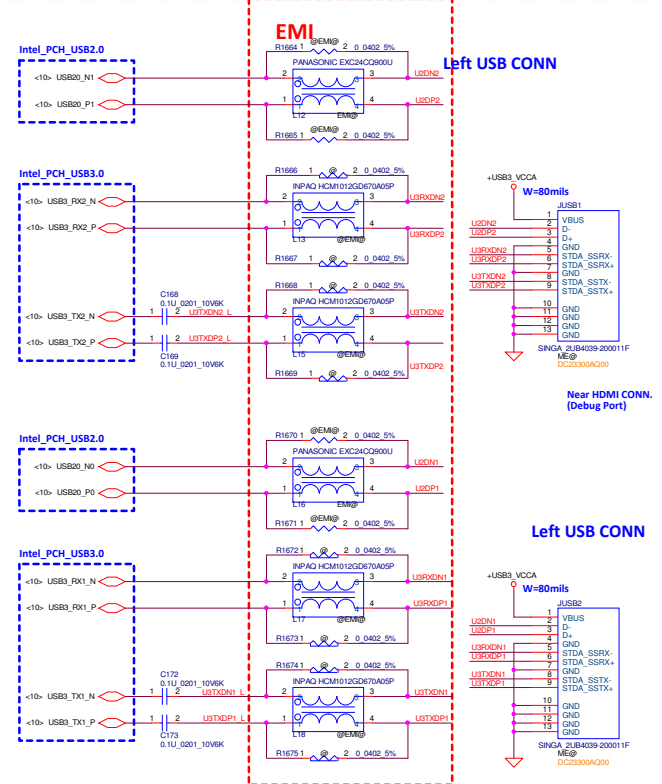 EMI
Left USB CONN
Intel_PCH_USB2.0
<10> USB20_N1
<10> USB20_P1
R1664 1 @EMI@ 2 0_0402_5%
PANASONIC EXC24CQ900U
2 3 U2DN2
1 4 U2DP2
L12 EMI@
R1665 1 @EMI@ 2 0_0402_5%
Intel_PCH_USB3.0
<10> USB3_RX2_N
<10> USB3_RX2_P
R1666 1 @ 2 0_0402_5%
INPAQ HCM1012GD670A05P
2 3 U3RXDN2
1 4 U3RXDP2
L13 @EMI@
R1667 1 @ 2 0_0402_5%
<10> USB3_TX2_N
<10> USB3_TX2_P
C168
0.1U_0201_10V6K
1 2 U3TXDN2_L
1 2 U3TXDP2_L
C169
0.1U_0201_10V6K
R1668 1 @ 2 0_0402_5%
INPAQ HCM1012GD670A05P
2 3 U3TXDN2
1 4 U3TXDP2
L15 @EMI@
R1669 1 @ 2 0_0402_5%
+USB3_VCCA
W=80mils
JUSB1
1 VBUS
U2DN2 2 D-
U2DP2 3 D+
4 GND
U3RXDN2 5 STDA_SSRX-
U3RXDP2 6 STDA_SSRX+
7 GND
U3TXDN2 8 STDA_SSTX-
U3TXDP2 9 STDA_SSTX+
10 GND
11 GND
12 GND
13 GND
SINGA_2UB4039-200011F
ME@
DC23300AQ00
Near HDMI CONN.
(Debug Port)
Intel_PCH_USB2.0
<10> USB20_N0
<10> USB20_P0
R1670 1 @EMI@ 2 0_0402_5%
PANASONIC EXC24CQ900U
2 3 U2DN1
1 4 U2DP1
L16 EMI@
R1671 1 @EMI@ 2 0_0402_5%
Left USB CONN
Intel_PCH_USB3.0
<10> USB3_RX1_N
<10> USB3_RX1_P
R1672 1 @ 2 0_0402_5%
INPAQ HCM1012GD670A05P
2 3 U3RXDN1
1 4 U3RXDP1
L17 @EMI@
R1673 1 @ 2 0_0402_5%
<10> USB3_TX1_N
<10> USB3_TX1_P
C172
0.1U_0201_10V6K
1 2 U3TXDN1_L
1 2 U3TXDP1_L
C173
0.1U_0201_10V6K
R1674 1 @ 2 0_0402_5%
INPAQ HCM1012GD670A05P
2 3 U3TXDN1
1 4 U3TXDP1
L18 @EMI@
R1675 1 @ 2 0_0402_5%
+USB3_VCCA
W=80mils
JUSB2
1 VBUS
U2DN1 2 D-
U2DP1 3 D+
4 GND
U3RXDN1 5 STDA_SSRX-
U3RXDP1 6 STDA_SSRX+
7 GND
U3TXDN1 8 STDA_SSTX-
U3TXDP1 9 STDA_SSTX+
10 GND
11 GND
12 GND
13 GND
SINGA_2UB4039-200011F
ME@
DC23300AQ00